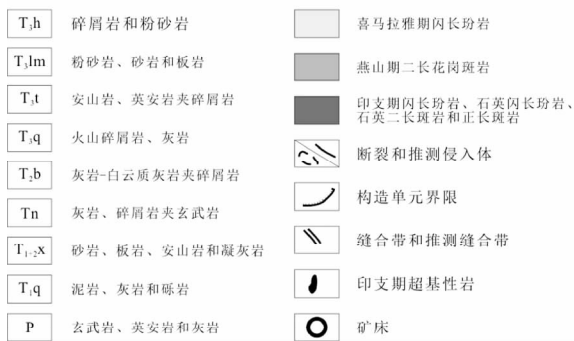 T₃h 碎屑岩和粉砂岩
T₃lm 粉砂岩、砂岩和板岩
T₃t 安山岩、英安岩夹碎屑岩
T₃q 火山碎屑岩、灰岩
T₂b 灰岩-白云质灰岩夹碎屑岩
Tn 灰岩、碎屑岩夹玄武岩
T₁₋₂x 砂岩、板岩、安山岩和凝灰岩
T₁q 泥岩、灰岩和砾岩
P 玄武岩、英安岩和灰岩
喜马拉雅期闪长玢岩
燕山期二长花岗斑岩
印支期闪长玢岩、石英闪长玢岩、
石英二长斑岩和正长斑岩
断裂和推测侵入体
构造单元界限
缝合带和推测缝合带
印支期超基性岩
矿床